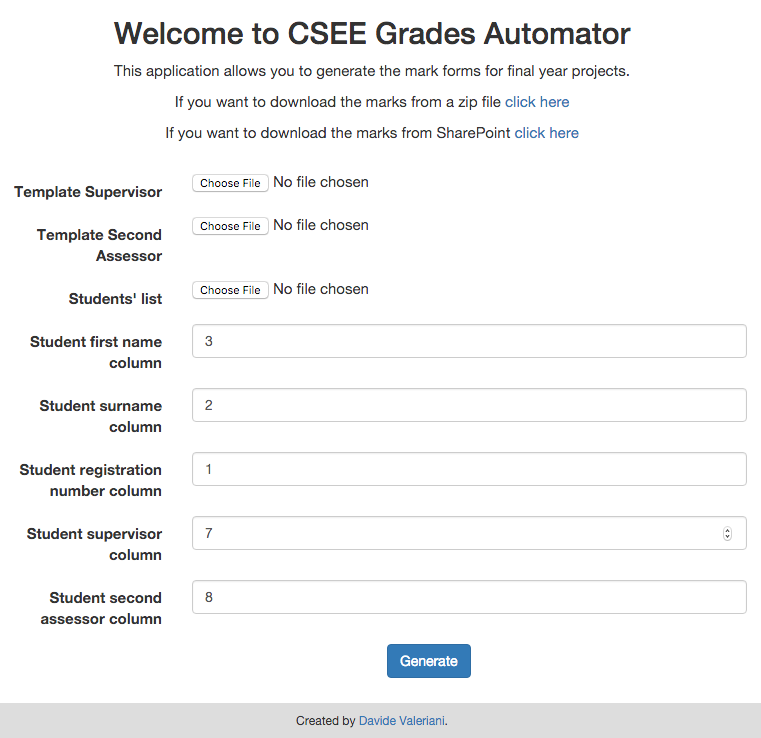 Welcome to CSEE Grades Automator
This application allows you to generate the mark forms for final year projects.
If you want to download the marks from a zip file click here
If you want to download the marks from SharePoint click here
Template Supervisor Choose File No file chosen
Template Second Assessor Choose File No file chosen
Students' list Choose File No file chosen
Student first name column 3
Student surname column 2
Student registration number column 1
Student supervisor column 7
Student second assessor column 8
Generate
Created by Davide Valeriani.